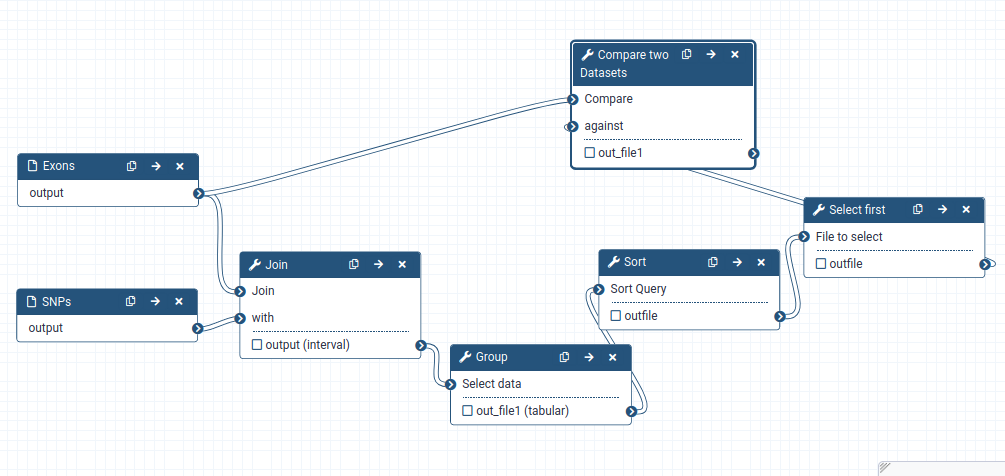 Compare two
Datasets
Compare
against
out_file1
Exons
output
Select first
File to select
outfile
Sort
Sort Query
outfile
Join
Join
with
output (interval)
SNPs
output
Group
Select data
out_file1 (tabular)